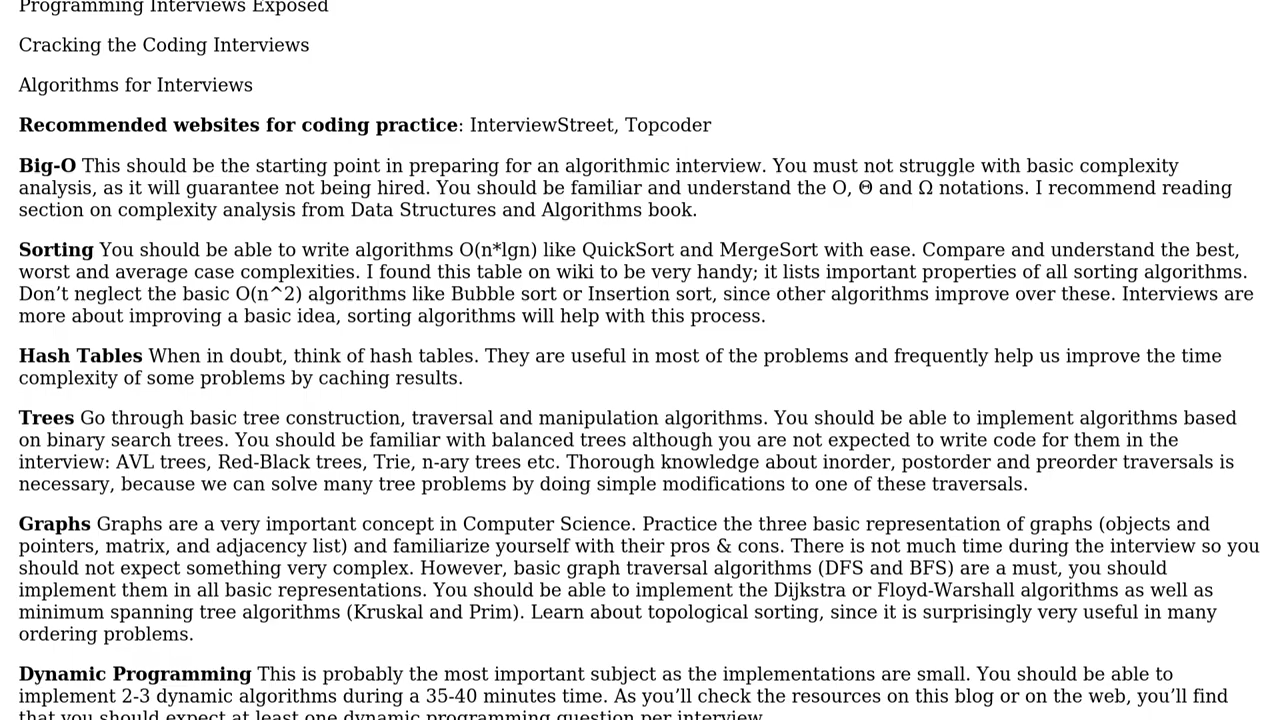 Programming Interviews Exposed
Cracking the Coding Interviews
Algorithms for Interviews
Recommended websites for coding practice: InterviewStreet, Topcoder
Big-O This should be the starting point in preparing for an algorithmic interview. You must not struggle with basic complexity
analysis, as it will guarantee not being hired. You should be familiar and understand the O, Θ and Ω notations. I recommend reading
section on complexity analysis from Data Structures and Algorithms book.
Sorting You should be able to write algorithms O(n*lgn) like QuickSort and MergeSort with ease. Compare and understand the best,
worst and average case complexities. I found this table on wiki to be very handy; it lists important properties of all sorting algorithms.
Don’t neglect the basic O(n^2) algorithms like Bubble sort or Insertion sort, since other algorithms improve over these. Interviews are
more about improving a basic idea, sorting algorithms will help with this process.
Hash Tables When in doubt, think of hash tables. They are useful in most of the problems and frequently help us improve the time
complexity of some problems by caching results.
Trees Go through basic tree construction, traversal and manipulation algorithms. You should be able to implement algorithms based
on binary search trees. You should be familiar with balanced trees although you are not expected to write code for them in the
interview: AVL trees, Red-Black trees, Trie, n-ary trees etc. Thorough knowledge about inorder, postorder and preorder traversals is
necessary, because we can solve many tree problems by doing simple modifications to one of these traversals.
Graphs Graphs are a very important concept in Computer Science. Practice the three basic representation of graphs (objects and
pointers, matrix, and adjacency list) and familiarize yourself with their pros & cons. There is not much time during the interview so you
should not expect something very complex. However, basic graph traversal algorithms (DFS and BFS) are a must, you should
implement them in all basic representations. You should be able to implement the Dijkstra or Floyd-Warshall algorithms as well as
minimum spanning tree algorithms (Kruskal and Prim). Learn about topological sorting, since it is surprisingly very useful in many
ordering problems.
Dynamic Programming This is probably the most important subject as the implementations are small. You should be able to
implement 2-3 dynamic algorithms during a 35-40 minutes time. As you’ll check the resources on this blog or on the web, you’ll find
that you should expect at least one dynamic programming question per interview.